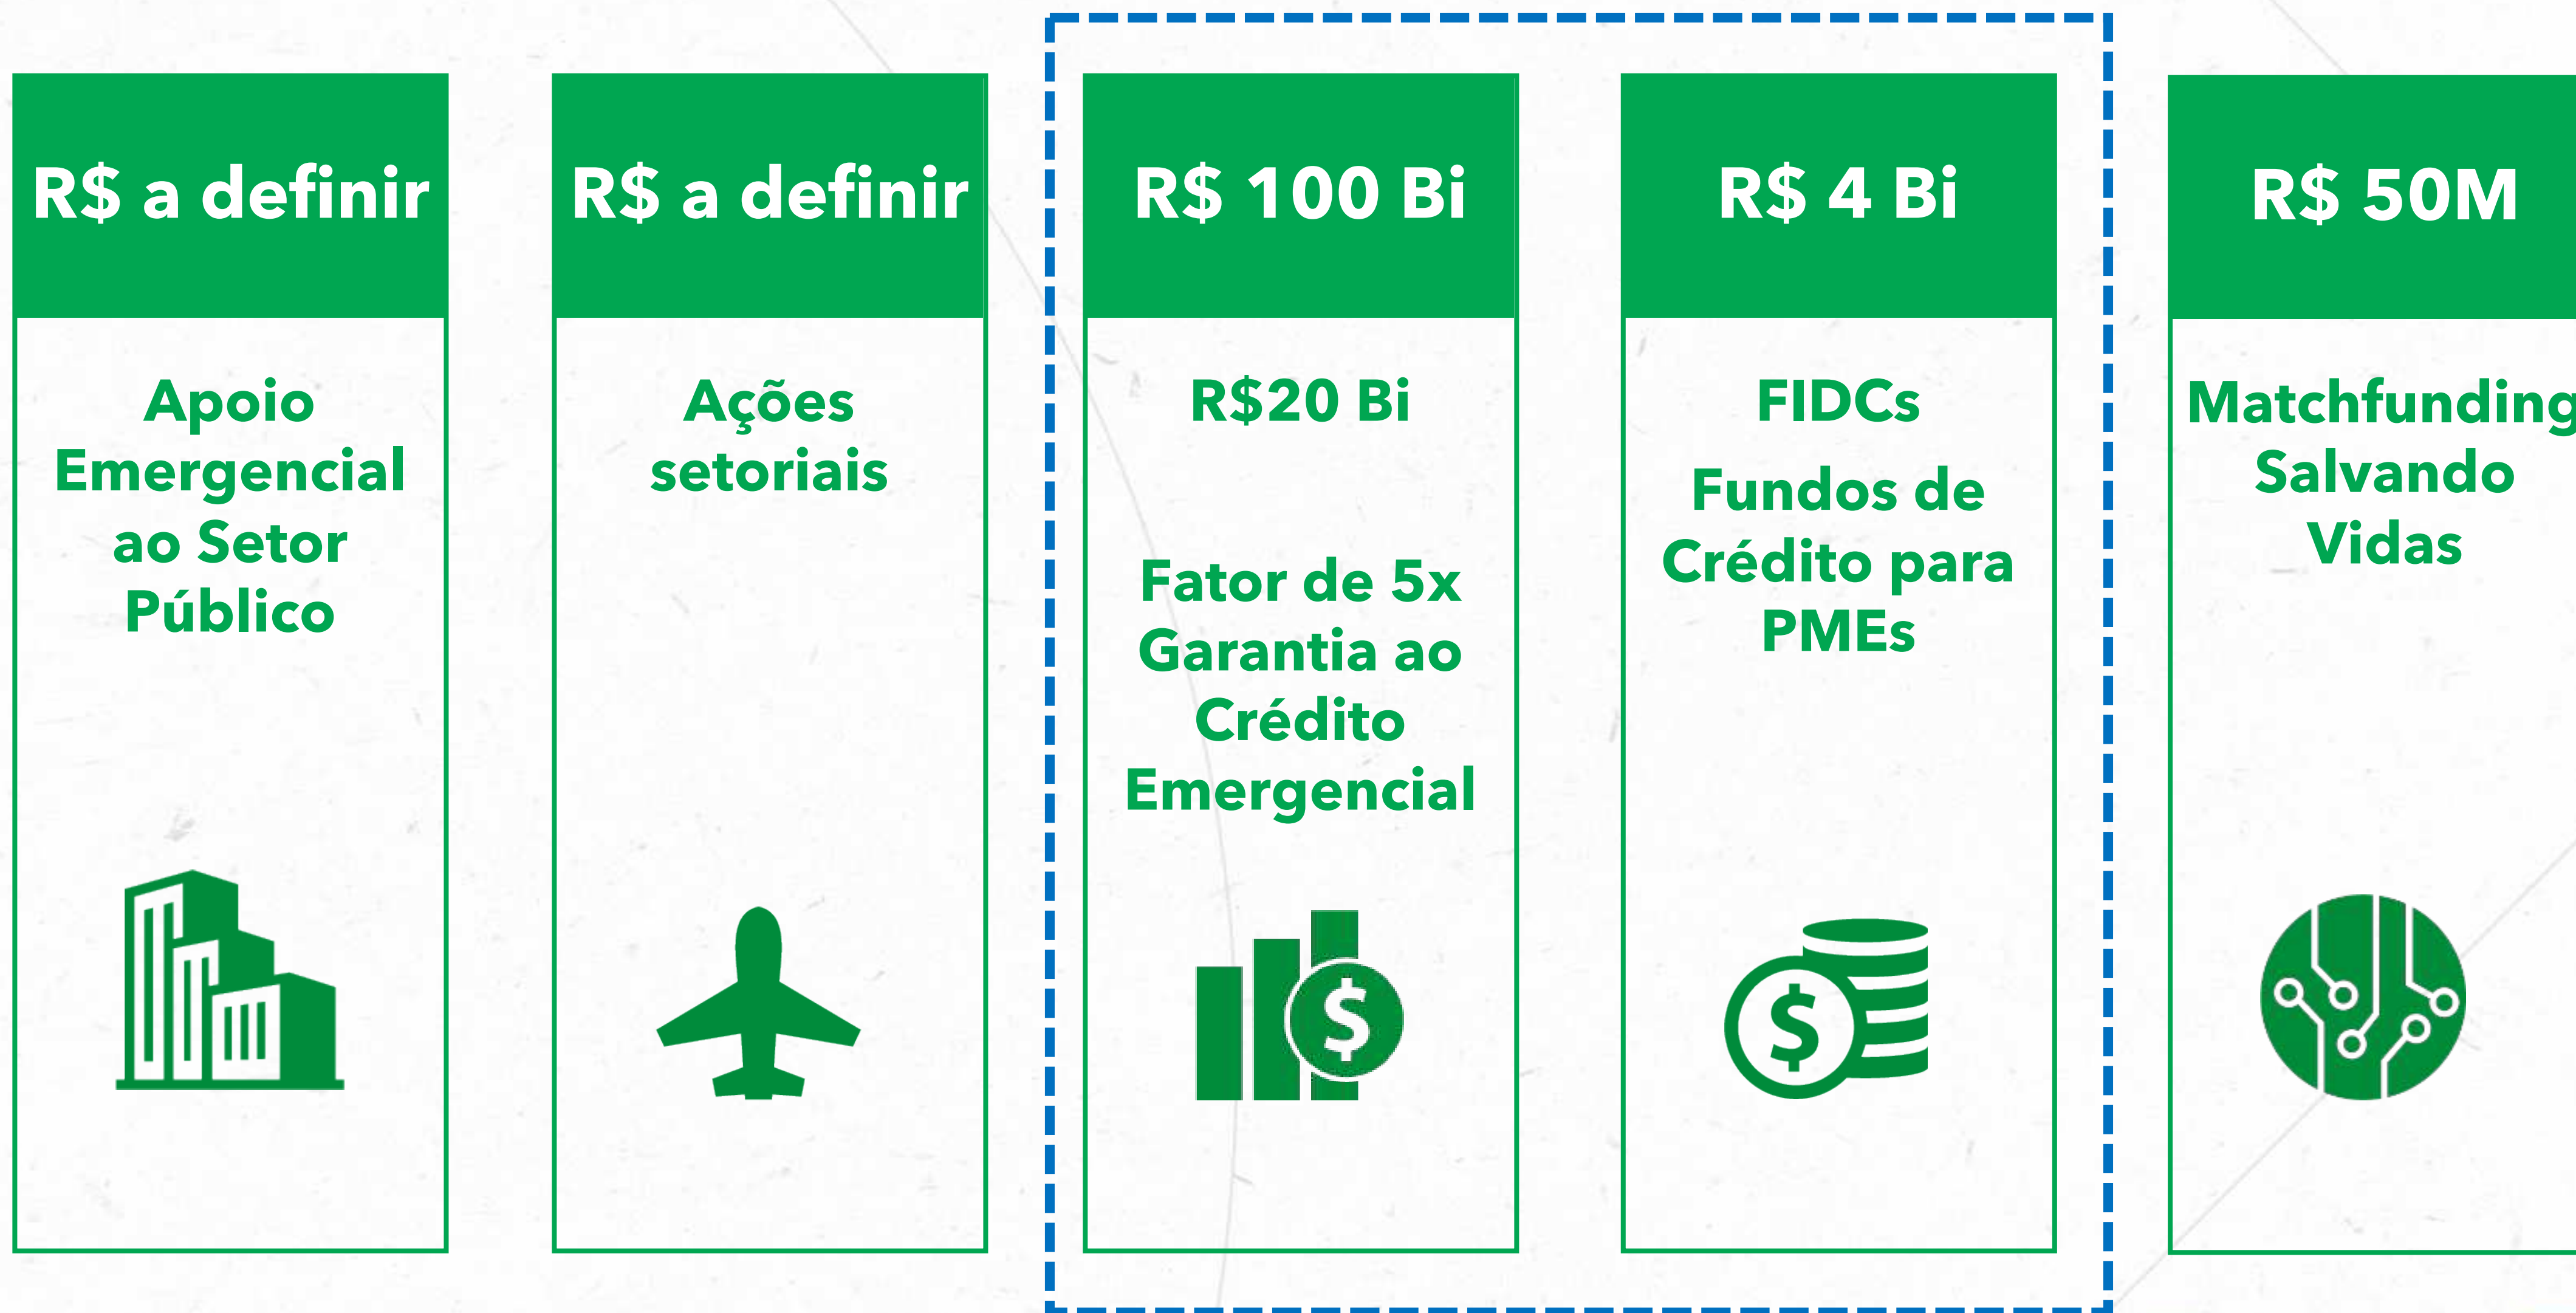 R$ a definir
Apoio
Emergencial
ao Setor
Público
R$ a definir
Ações
setoriais
R$ 100 Bi
R$20 Bi
Fator de 5x
Garantia ao
Crédito
Emergencial
R$ 4 Bi
FIDCs
Fundos de
Crédito para
PMEs
R$ 50M
Matchfunding
Salvando
Vidas